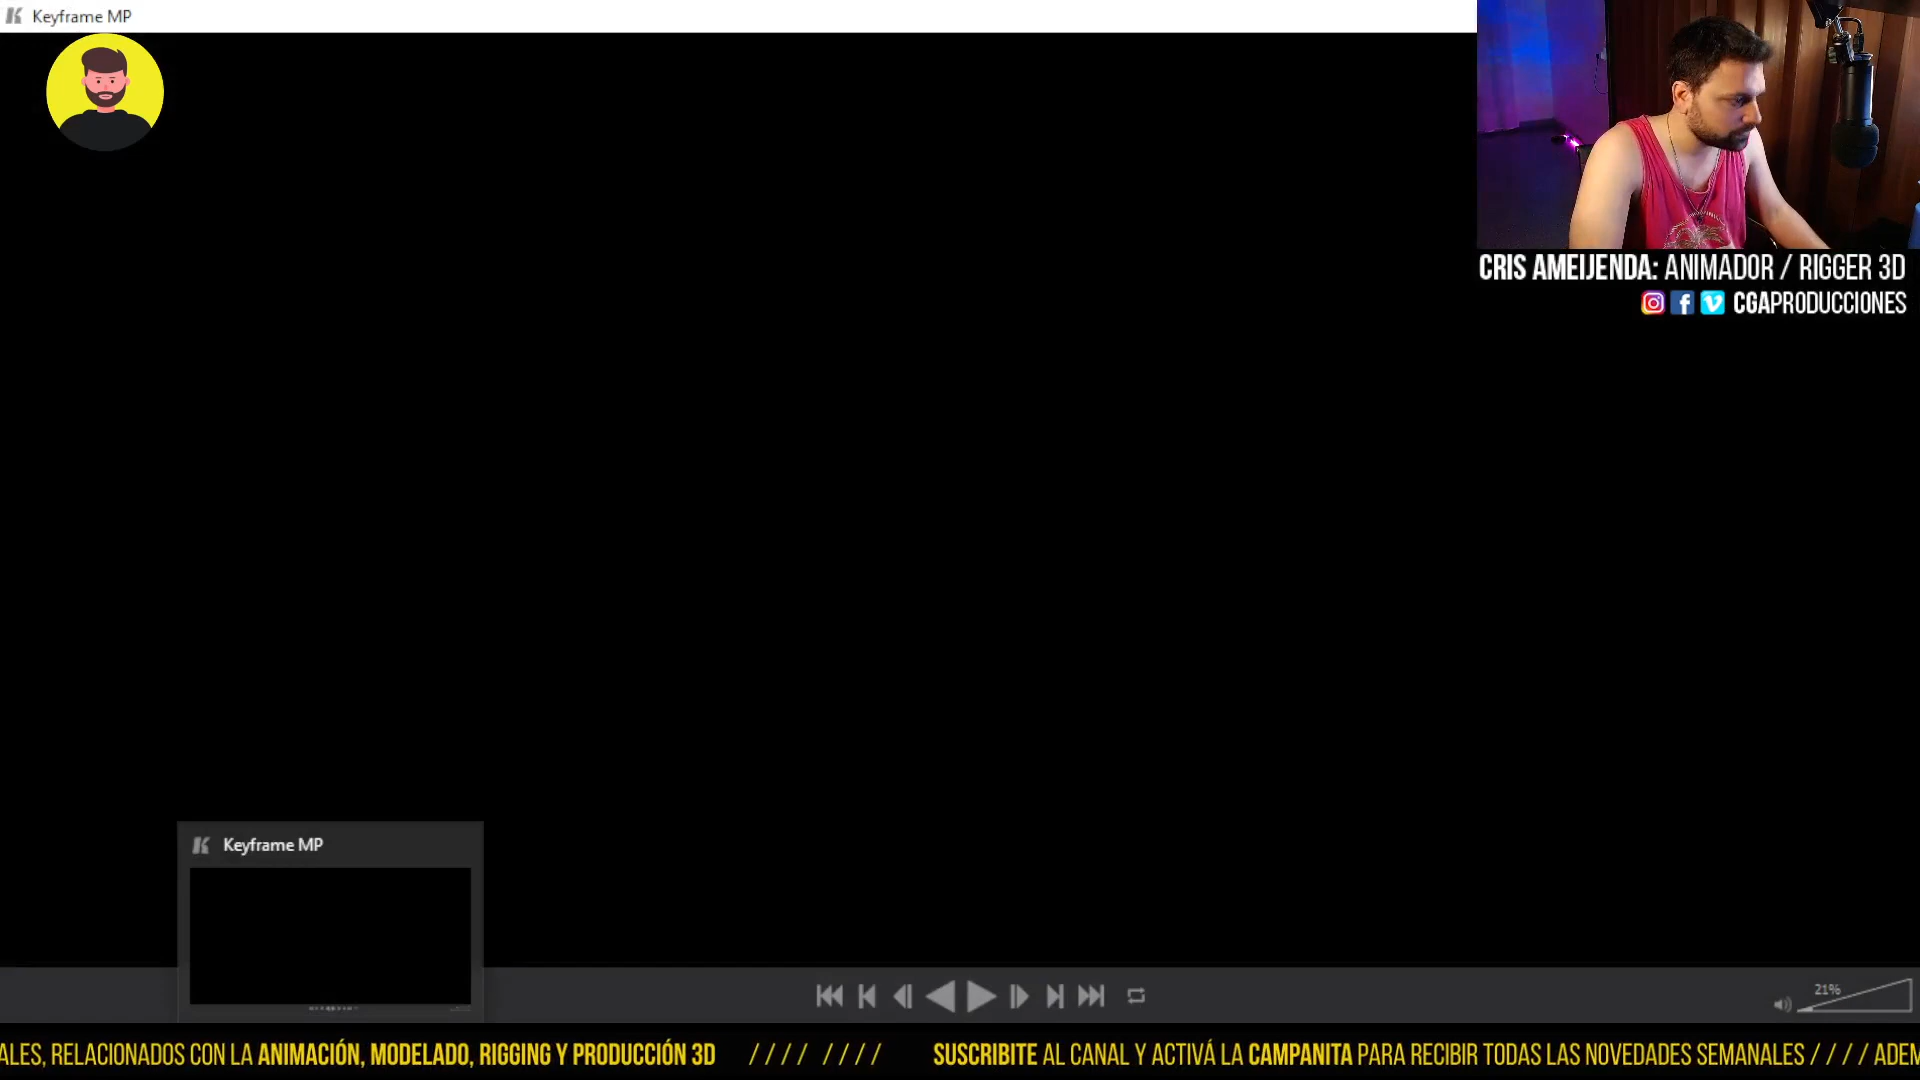 Keyframe MP
CRIS AMEIJENDA: ANIMADOR / RIGGER 3D
CGAPRODUCCIONES
Keyframe MP
21%
ALES, RELACIONADOS CON LA ANIMACIÓN, MODELADO, RIGGING Y PRODUCCIÓN 3D //// //// SUSCRIBITE AL CANAL Y ACTIVÁ LA CAMPANITA PARA RECIBIR TODAS LAS NOVEDADES SEMANALES //// ADEM